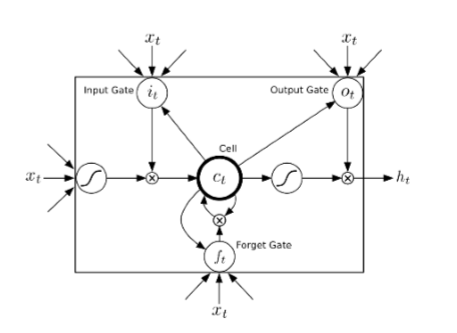 x_t x_t
Input Gate i_t Output Gate o_t
Cell
x_t c_t h_t
Forget Gate
f_t
x_t